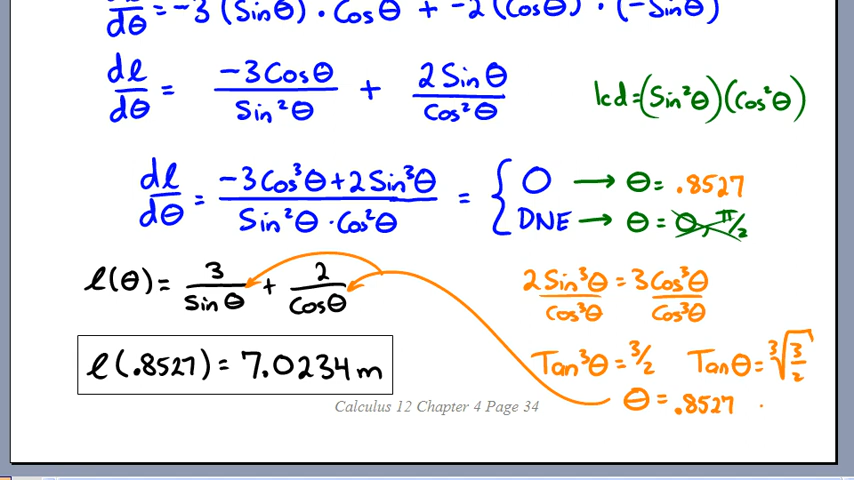 dℓ/dθ = -3 (Sinθ) · Cosθ + -2 (Cosθ) · (-Sinθ)
dℓ/dθ = -3Cosθ/Sin²θ + 2Sinθ/Cos²θ
lcd=(Sin²θ)(Cos²θ)
dℓ/dθ = -3Cos³θ+2Sin³θ/Sin²θ·Cos²θ = { 0 → θ= .8527
DNE → θ = 0, π/2
ℓ(θ)= 3/Sinθ + 2/Cosθ
2Sin³θ/Cos³θ = 3Cos³θ/Cos³θ
ℓ(.8527) = 7.0234m
Tan³θ = 3/2 Tanθ = ³√3/2
θ = .8527
Calculus 12 Chapter 4 Page 34